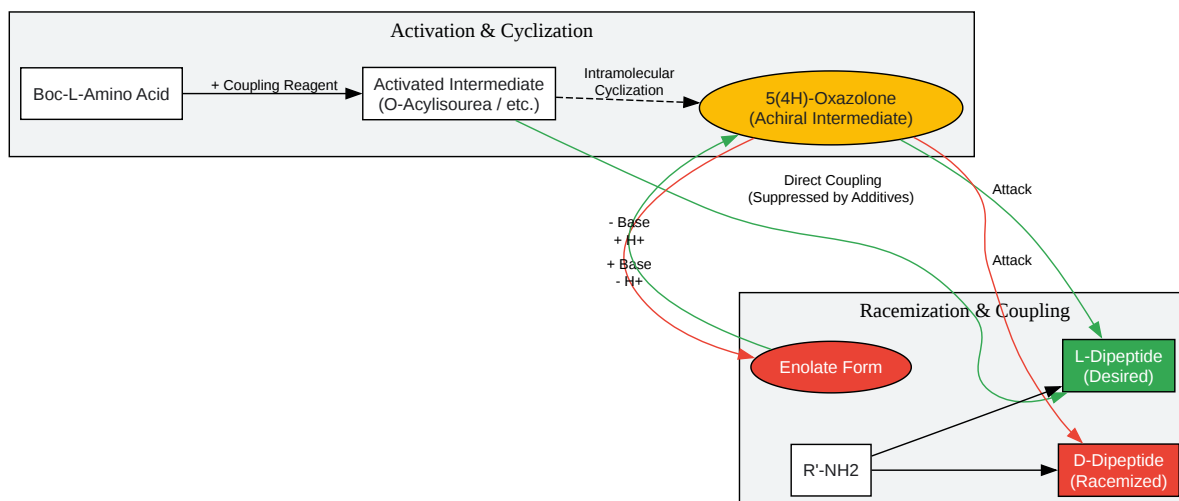 Activation & Cyclization
Boc-L-Amino Acid
+ Coupling Reagent
Activated Intermediate
(O-Acylisourea / etc.)
Intramolecular
Cyclization
5(4H)-Oxazolone
(Achiral Intermediate)
Direct Coupling
(Suppressed by Additives)
Attack
- Base
+ H+
+ Base
- H+
Attack
Racemization & Coupling
Enolate Form
L-Dipeptide
(Desired)
R'-NH2
D-Dipeptide
(Racemized)